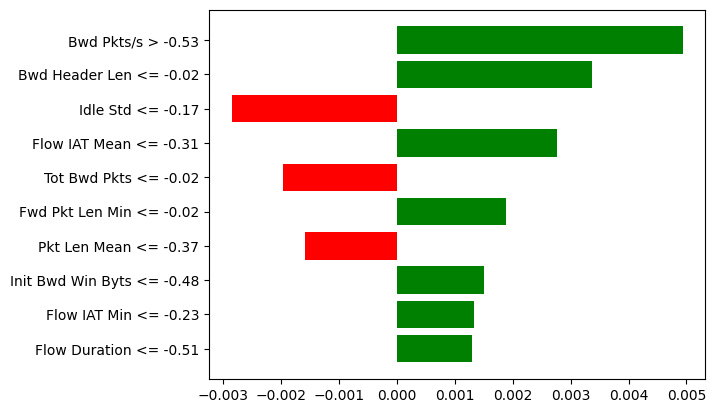 Bwd Pkts/s > -0.53
Bwd Header Len <= -0.02
Idle Std <= -0.17
Flow IAT Mean <= -0.31
Tot Bwd Pkts <= -0.02
Fwd Pkt Len Min <= -0.02
Pkt Len Mean <= -0.37
Init Bwd Win Byts <= -0.48
Flow IAT Min <= -0.23
Flow Duration <= -0.51
−0.003 −0.002 −0.001 0.000 0.001 0.002 0.003 0.004 0.005